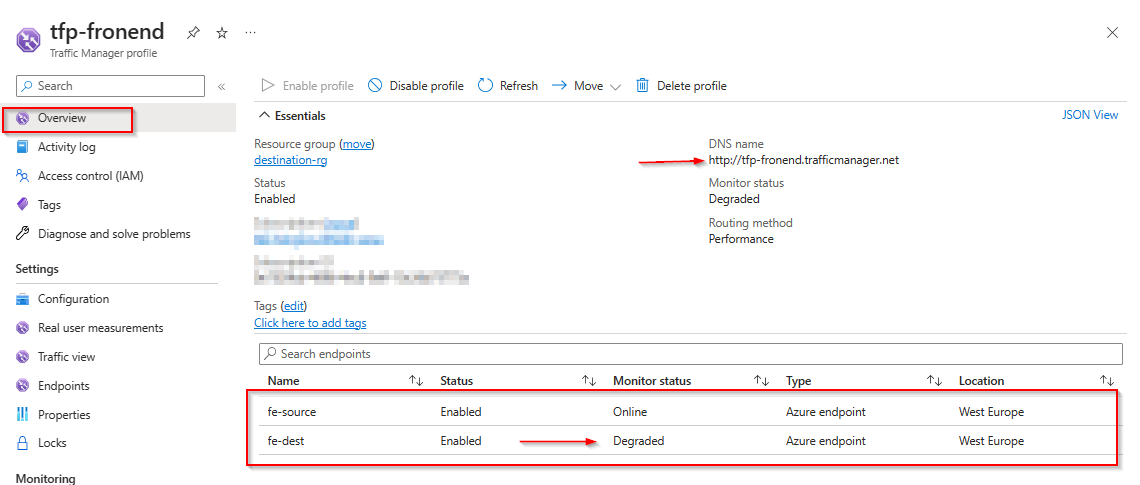 tfp-fronend
Traffic Manager profile
Search
Overview
Activity log
Access control (IAM)
Tags
Diagnose and solve problems
Settings
Configuration
Real user measurements
Traffic view
Endpoints
Properties
Locks
Monitoring
Enable profile Disable profile Refresh Move Delete profile
Essentials JSON View
Resource group (move)
destination-rg
Status
Enabled
Tags (edit)
Click here to add tags
DNS name
http://tfp-fronend.trafficmanager.net
Monitor status
Degraded
Routing method
Performance
Search endpoints
Name Status Monitor status Type Location
fe-source Enabled Online Azure endpoint West Europe
fe-dest Enabled Degraded Azure endpoint West Europe